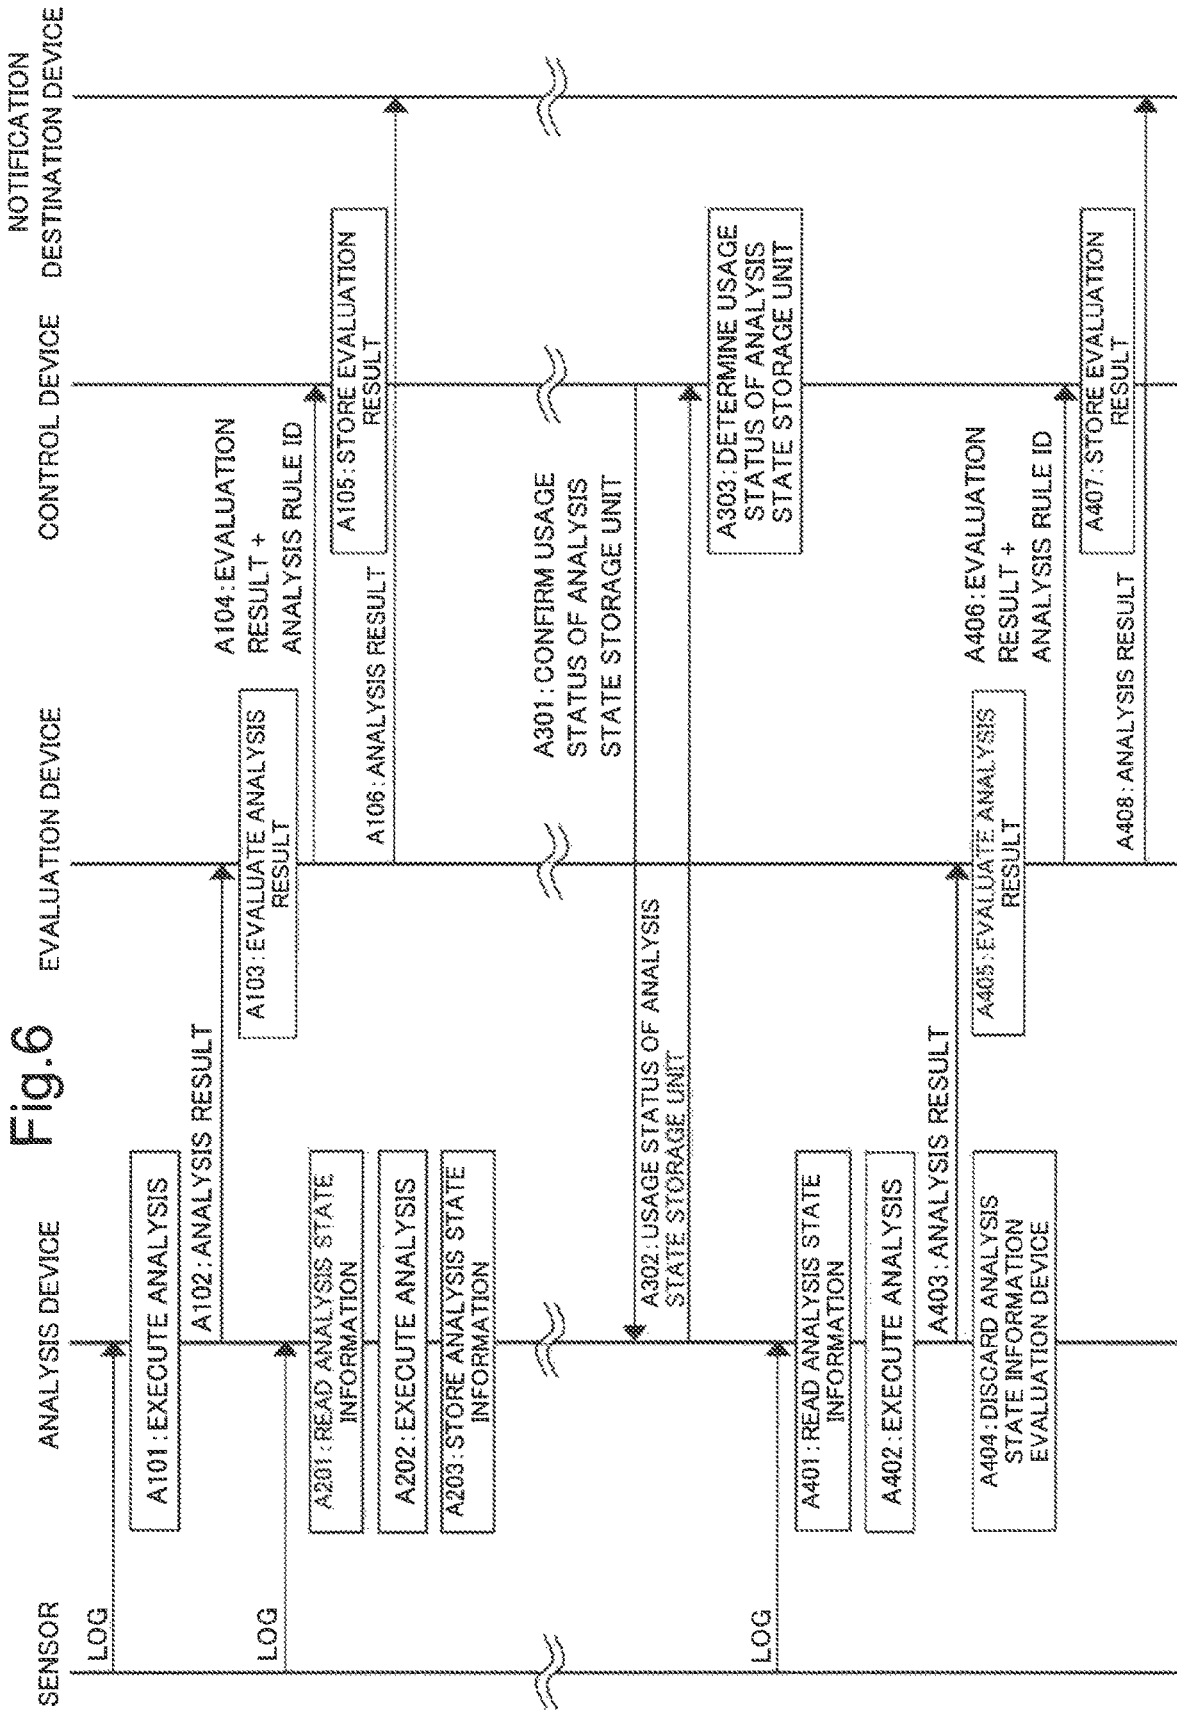 Fig.6
SENSOR
ANALYSIS DEVICE
EVALUATION DEVICE
CONTROL DEVICE
NOTIFICATION
DESTINATION DEVICE
LOG
A101:EXECUTE ANALYSIS
A102:ANALYSIS RESULT
A103:EVALUATE ANALYSIS
RESULT
A104:EVALUATION
RESULT +
ANALYSIS RULE ID
A105:STORE EVALUATION
RESULT
A106:ANALYSIS RESULT
LOG
A201:READ ANALYSIS STATE
INFORMATION
A202:EXECUTE ANALYSIS
A203:STORE ANALYSIS STATE
INFORMATION
A301:CONFIRM USAGE
STATUS OF ANALYSIS
STATE STORAGE UNIT
A302:USAGE STATUS OF ANALYSIS
STATE STORAGE UNIT
A303:DETERMINE USAGE
STATUS OF ANALYSIS
STATE STORAGE UNIT
LOG
A401:READ ANALYSIS STATE
INFORMATION
A402:EXECUTE ANALYSIS
A403:ANALYSIS RESULT
A404:DISCARD ANALYSIS
STATE INFORMATION
EVALUATION DEVICE
A405:EVALUATE ANALYSIS
RESULT
A406:EVALUATION
RESULT +
ANALYSIS RULE ID
A407:STORE EVALUATION
RESULT
A408:ANALYSIS RESULT